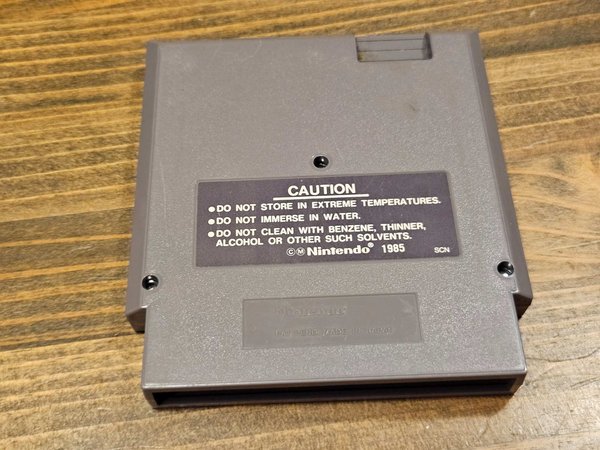 CAUTION
•DO NOT STORE IN EXTREME TEMPERATURES.
•DO NOT IMMERSE IN WATER.
•DO NOT CLEAN WITH BENZENE, THINNER,
ALCOHOL OR OTHER SUCH SOLVENTS.
©Ⓜ Nintendo® 1985 SCN